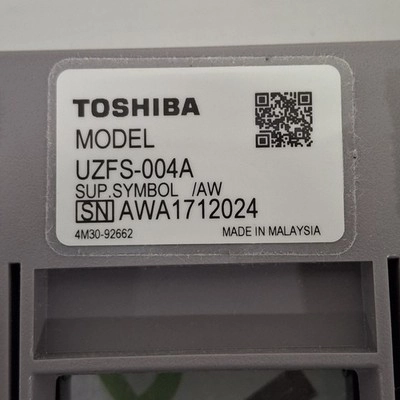 TOSHIBA
MODEL
UZFS-004A
SUP.SYMBOL /AW
SN AWA1712024
4M30-92662 MADE IN MALAYSIA